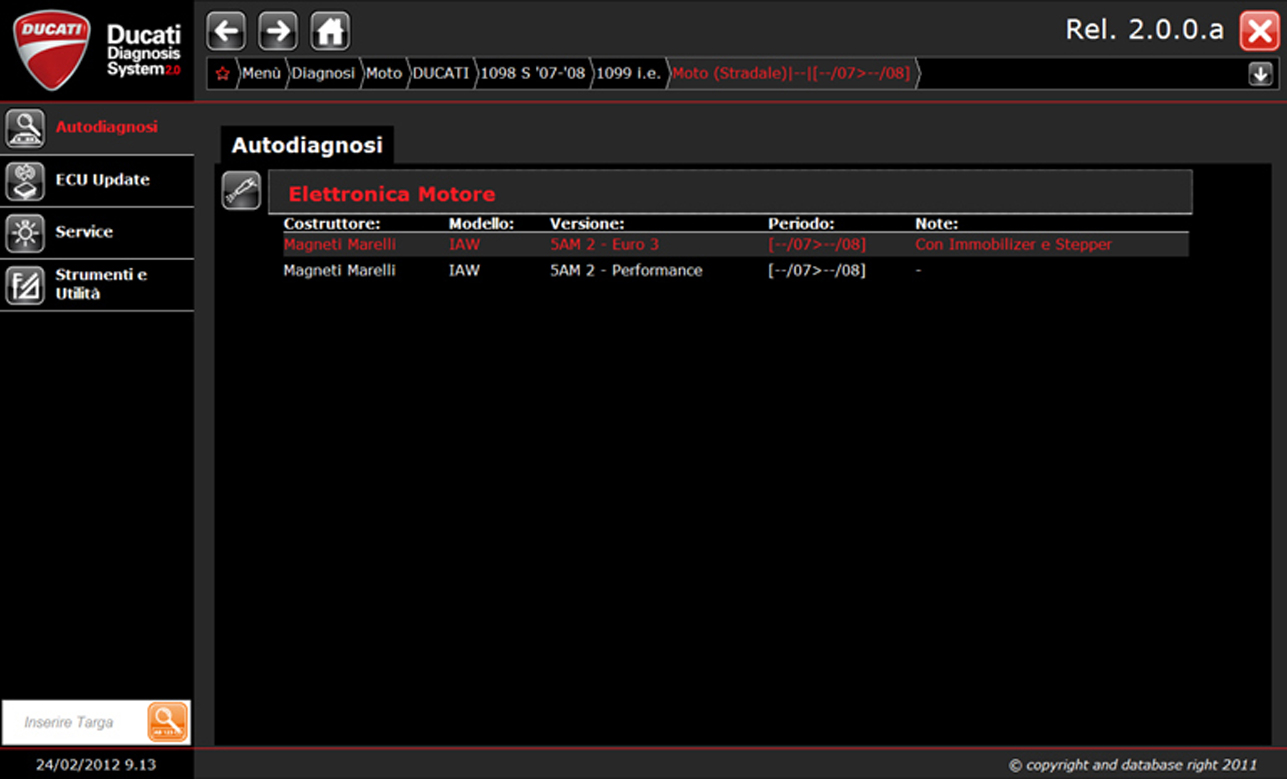 DUCATI
Ducati
Diagnosis
System2.0
Rel. 2.0.0.a
Menù Diagnosi Moto DUCATI 1098 S '07-'08 1099 i.e. Moto (Stradale)|--|[--/07>--/08]
Autodiagnosi
ECU Update
Service
Strumenti e
Utilità
Autodiagnosi
Elettronica Motore
Costruttore: Modello: Versione: Periodo: Note:
Magneti Marelli IAW 5AM 2 - Euro 3 [--/07>--/08] Con Immobilizer e Stepper
Magneti Marelli IAW 5AM 2 - Performance [--/07>--/08] -
Inserire Targa
24/02/2012 9.13
© copyright and database right 2011